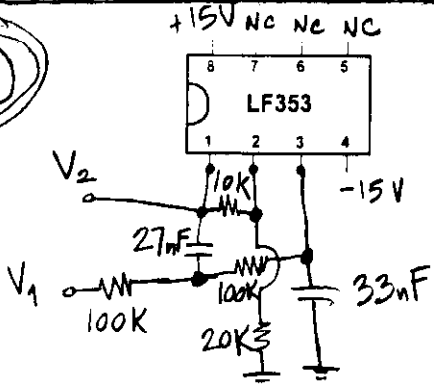 +15V NC NC NC
8 7 6 5
LF353
1 2 3 4
-15V
V2
10K
27nF
V1
100K
100K
33nF
20K